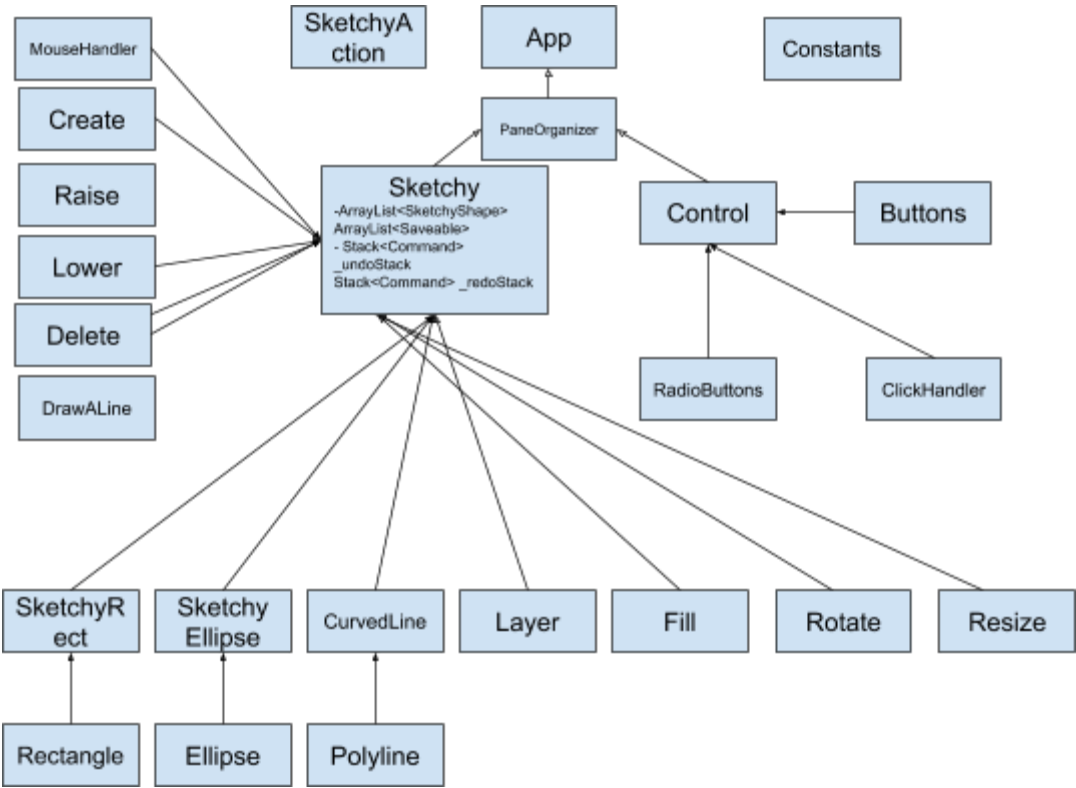 SketchyA
ction
App
Constants
MouseHandler
Create
PaneOrganizer
Raise
Sketchy
-ArrayList<SketchyShape>
ArrayList<Saveable>
- Stack<Command>
_undoStack
Stack<Command> _redoStack
Control
Buttons
Lower
Delete
DrawALine
RadioButtons
ClickHandler
SketchyR
ect
Sketchy
Ellipse
CurvedLine
Layer
Fill
Rotate
Resize
Rectangle
Ellipse
Polyline